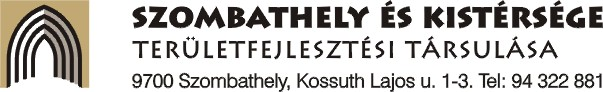 SZOMBATHELY ÉS KISTÉRSÉGE
TERÜLETFEJLESZTÉSI TÁRSULÁSA
9700 Szombathely, Kossuth Lajos u. 1-3. Tel: 94 322 881